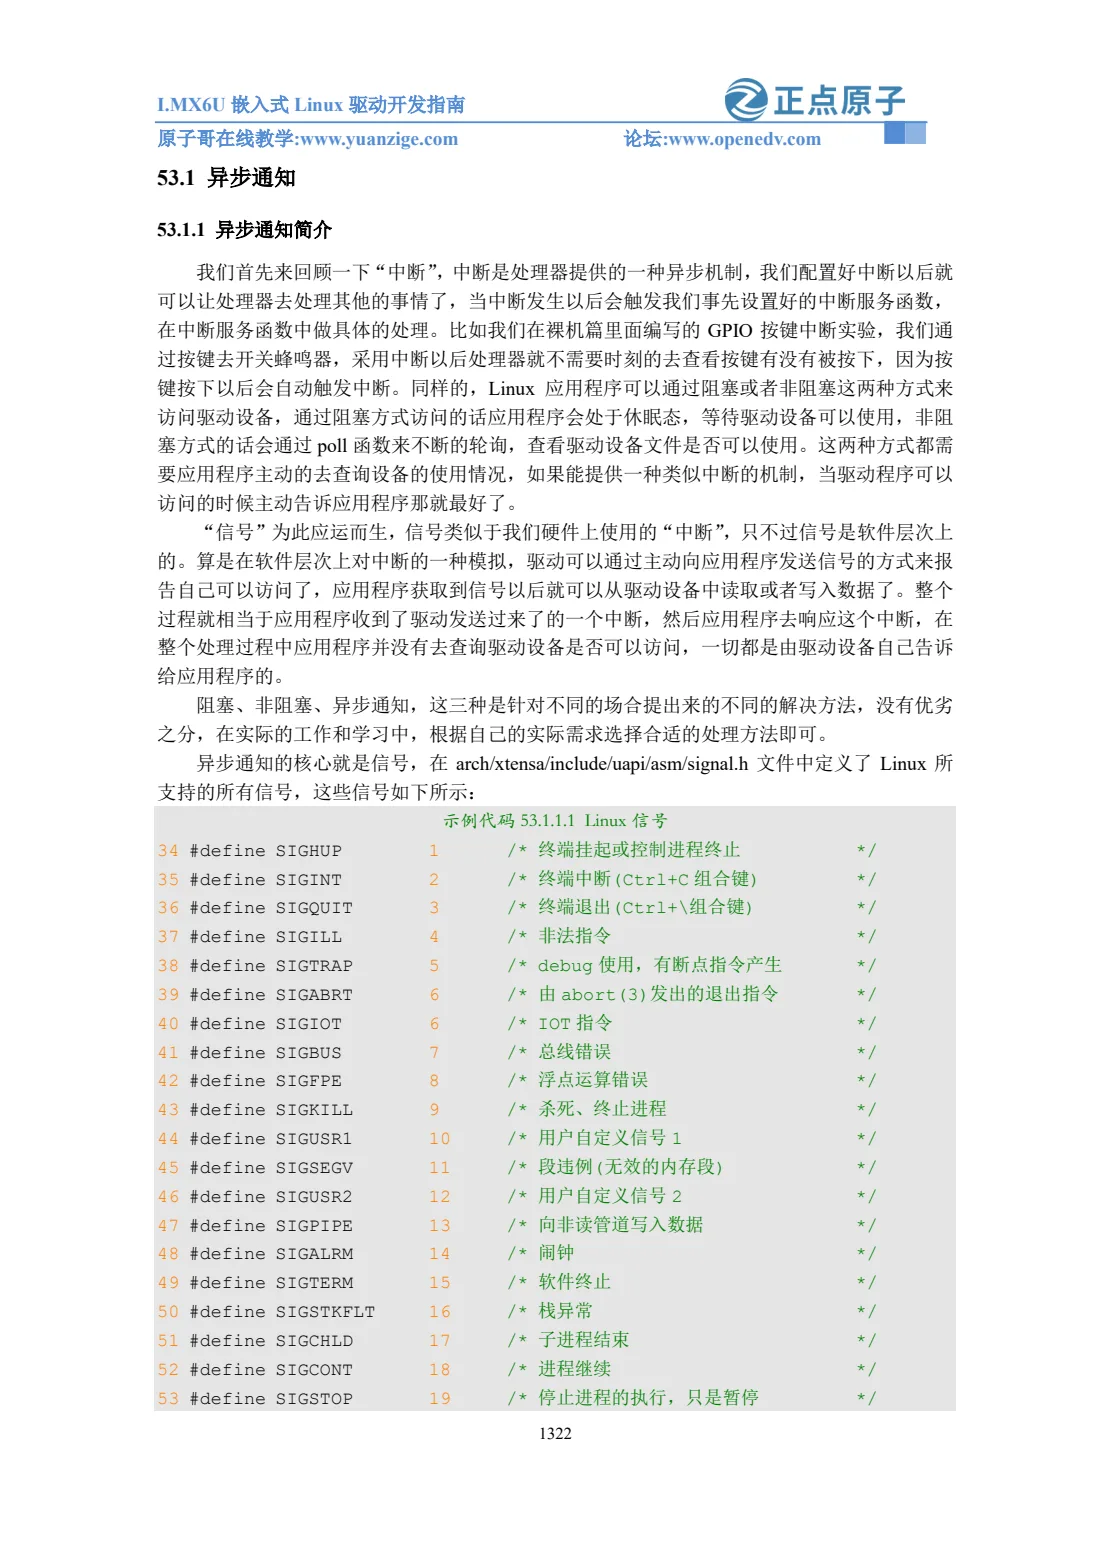 I.MX6U 嵌入式 Linux 驱动开发指南
正点原子
原子哥在线教学:www.yuanzige.com 论坛:www.openedv.com
53.1 异步通知
53.1.1 异步通知简介
我们首先来回顾一下“中断”，中断是处理器提供的一种异步机制，我们配置好中断以后就
可以让处理器去处理其他的事情了，当中断发生以后会触发我们事先设置好的中断服务函数，
在中断服务函数中做具体的处理。比如我们在裸机篇里面编写的 GPIO 按键中断实验，我们通
过按键去开关蜂鸣器，采用中断以后处理器就不需要时刻的去查看按键有没有被按下，因为按
键按下以后会自动触发中断。同样的，Linux 应用程序可以通过阻塞或者非阻塞这两种方式来
访问驱动设备，通过阻塞方式访问的话应用程序会处于休眠态，等待驱动设备可以使用，非阻
塞方式的话会通过 poll 函数来不断的轮询，查看驱动设备文件是否可以使用。这两种方式都需
要应用程序主动的去查询设备的使用情况，如果能提供一种类似中断的机制，当驱动程序可以
访问的时候主动告诉应用程序那就最好了。
“信号”为此应运而生，信号类似于我们硬件上使用的“中断”，只不过信号是软件层次上
的。算是在软件层次上对中断的一种模拟，驱动可以通过主动向应用程序发送信号的方式来报
告自己可以访问了，应用程序获取到信号以后就可以从驱动设备中读取或者写入数据了。整个
过程就相当于应用程序收到了驱动发送过来了的一个中断，然后应用程序去响应这个中断，在
整个处理过程中应用程序并没有去查询驱动设备是否可以访问，一切都是由驱动设备自己告诉
给应用程序的。
阻塞、非阻塞、异步通知，这三种是针对不同的场合提出来的不同的解决方法，没有优劣
之分，在实际的工作和学习中，根据自己的实际需求选择合适的处理方法即可。
异步通知的核心就是信号，在 arch/xtensa/include/uapi/asm/signal.h 文件中定义了 Linux 所
支持的所有信号，这些信号如下所示：
示例代码 53.1.1.1 Linux 信号
34 #define SIGHUP 1 /* 终端挂起或控制进程终止 */
35 #define SIGINT 2 /* 终端中断(Ctrl+C 组合键) */
36 #define SIGQUIT 3 /* 终端退出(Ctrl+\组合键) */
37 #define SIGILL 4 /* 非法指令 */
38 #define SIGTRAP 5 /* debug 使用，有断点指令产生 */
39 #define SIGABRT 6 /* 由 abort(3)发出的退出指令 */
40 #define SIGIOT 6 /* IOT 指令 */
41 #define SIGBUS 7 /* 总线错误 */
42 #define SIGFPE 8 /* 浮点运算错误 */
43 #define SIGKILL 9 /* 杀死、终止进程 */
44 #define SIGUSR1 10 /* 用户自定义信号 1 */
45 #define SIGSEGV 11 /* 段违例(无效的内存段) */
46 #define SIGUSR2 12 /* 用户自定义信号 2 */
47 #define SIGPIPE 13 /* 向非读管道写入数据 */
48 #define SIGALRM 14 /* 闹钟 */
49 #define SIGTERM 15 /* 软件终止 */
50 #define SIGSTKFLT 16 /* 栈异常 */
51 #define SIGCHLD 17 /* 子进程结束 */
52 #define SIGCONT 18 /* 进程继续 */
53 #define SIGSTOP 19 /* 停止进程的执行，只是暂停 */
1322